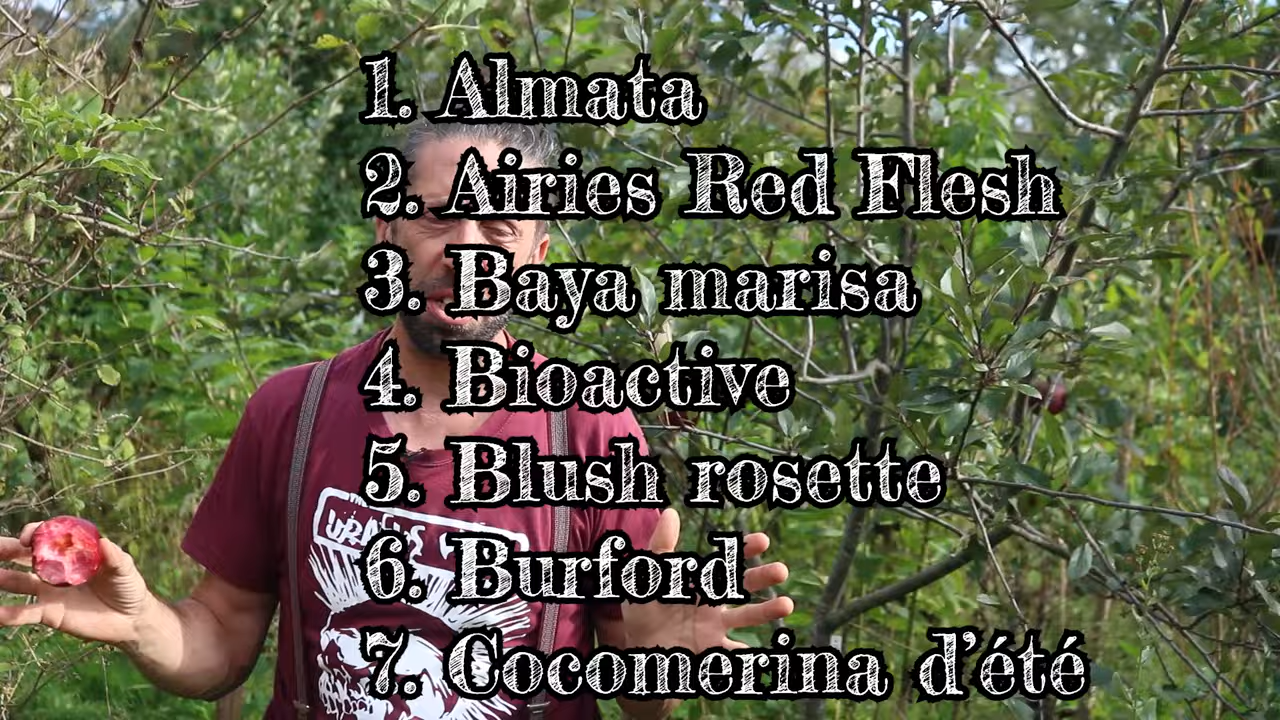 1. Almata
2. Airies Red Flesh
3. Baya marisa
4. Bioactive
5. Blush rosette
6. Burford
7. Cocomerina d'été